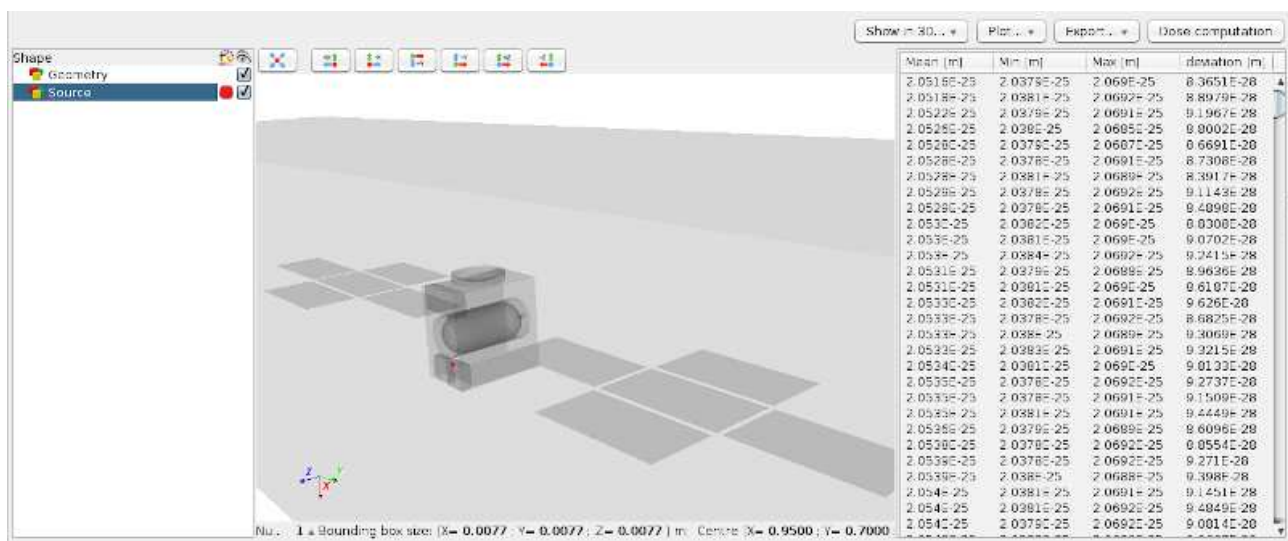 Show in 3D... Plot... Export... Dose computation
Shape
Geometry
Source
Mean [m] Min [m] Max [m] deviation [m]
2.0516E-25 2.0379E-25 2.069E-25 8.3651E-28
2.0518E-25 2.0381E-25 2.0692E-25 8.8979E-28
2.0522E-25 2.0379E-25 2.0691E-25 9.1967E-28
2.0526E-25 2.038E-25 2.0685E-25 8.8002E-28
2.0528E-25 2.0379E-25 2.0687E-25 8.6691E-28
2.0528E-25 2.0378E-25 2.0691E-25 8.7308E-28
2.0528E-25 2.0381E-25 2.0689E-25 8.3917E-28
2.0529E-25 2.0378E-25 2.0692E-25 9.1143E-28
2.0529E-25 2.0378E-25 2.0691E-25 8.4898E-28
2.053E-25 2.0382E-25 2.069E-25 8.8308E-28
2.053E-25 2.0381E-25 2.069E-25 9.0702E-28
2.053E-25 2.0384E-25 2.0692E-25 9.2415E-28
2.0531E-25 2.0379E-25 2.0688E-25 8.9636E-28
2.0531E-25 2.0381E-25 2.069E-25 8.6187E-28
2.0533E-25 2.0382E-25 2.0691E-25 9.626E-28
2.0533E-25 2.0378E-25 2.0692E-25 8.6825E-28
2.0533E-25 2.038E-25 2.0689E-25 9.3069E-28
2.0533E-25 2.0383E-25 2.0691E-25 9.3215E-28
2.0534E-25 2.0381E-25 2.069E-25 9.8133E-28
2.0535E-25 2.0378E-25 2.0692E-25 9.2737E-28
2.0535E-25 2.0378E-25 2.0691E-25 9.1509E-28
2.0535E-25 2.0381E-25 2.0691E-25 9.4449E-28
2.0536E-25 2.0379E-25 2.0689E-25 8.6096E-28
2.0538E-25 2.0378E-25 2.0692E-25 8.8554E-28
2.0539E-25 2.0378E-25 2.0692E-25 9.271E-28
2.0539E-25 2.038E-25 2.0688E-25 9.398E-28
2.054E-25 2.0381E-25 2.0691E-25 9.1451E-28
2.054E-25 2.0381E-25 2.0692E-25 9.4849E-28
2.054E-25 2.0379E-25 2.0692E-25 9.0814E-28
Z Y X
Nu... 1 Bounding box size: [X= 0.0077 ; Y= 0.0077 ; Z= 0.0077 ] m; Centre [X= 0.9500 ; Y= 0.7000